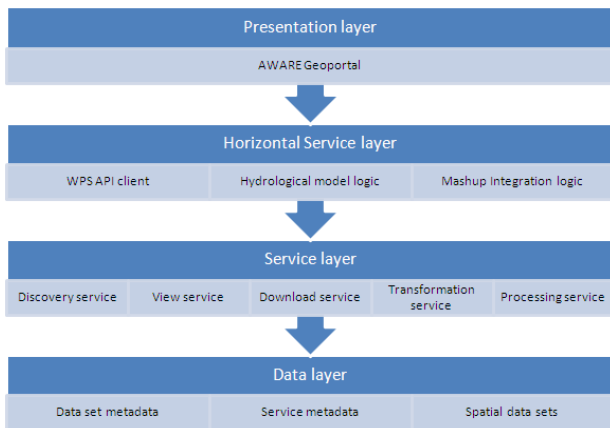 Presentation layer
AWARE Geoportal
Horizontal Service layer
WPS API client
Hydrological model logic
Mashup Integration logic
Service layer
Discovery service
View service
Download service
Transformation
service
Processing service
Data layer
Data set metadata
Service metadata
Spatial data sets